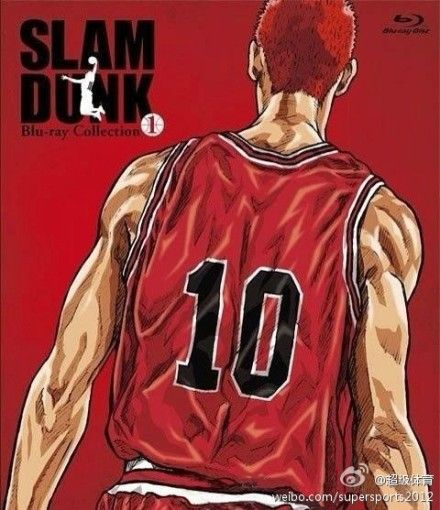 SLAM
DUNK
Blu-ray Collection 1
Blu-ray Disc
10
@超级体育
weibo.com/supersports2012